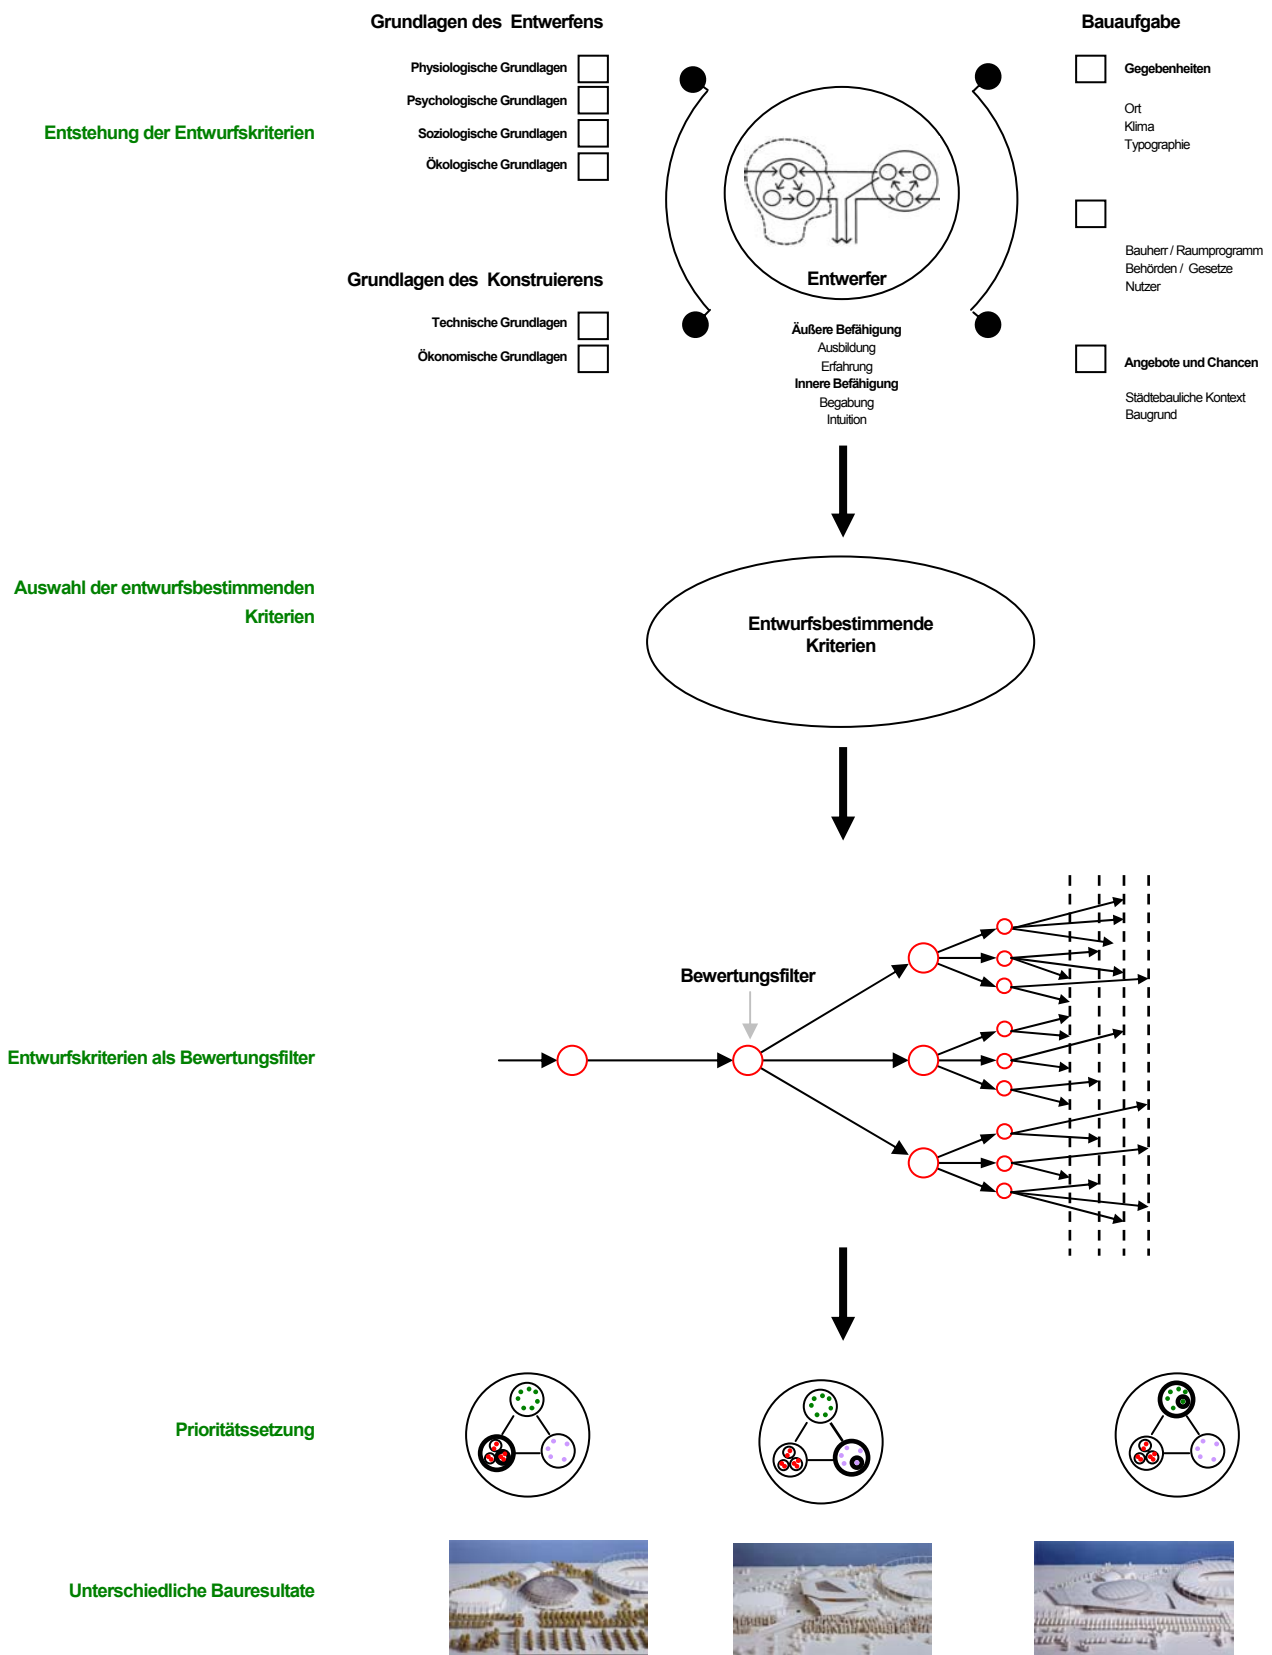 Grundlagen des Entwerfens
Physiologische Grundlagen
Psychologische Grundlagen
Soziologische Grundlagen
Ökologische Grundlagen
Entstehung der Entwurfskriterien
Grundlagen des Konstruierens
Technische Grundlagen
Ökonomische Grundlagen
Entwerfer
Äußere Befähigung
Ausbildung
Erfahrung
Innere Befähigung
Begabung
Intuition
Bauaufgabe
Gegebenheiten
Ort
Klima
Typographie
Bauherr / Raumprogramm
Behörden / Gesetze
Nutzer
Angebote und Chancen
Städtebauliche Kontext
Baugrund
Auswahl der entwurfsbestimmenden
Kriterien
Entwurfsbestimmende
Kriterien
Entwurfskriterien als Bewertungsfilter
Bewertungsfilter
Prioritätssetzung
Unterschiedliche Bauresultate